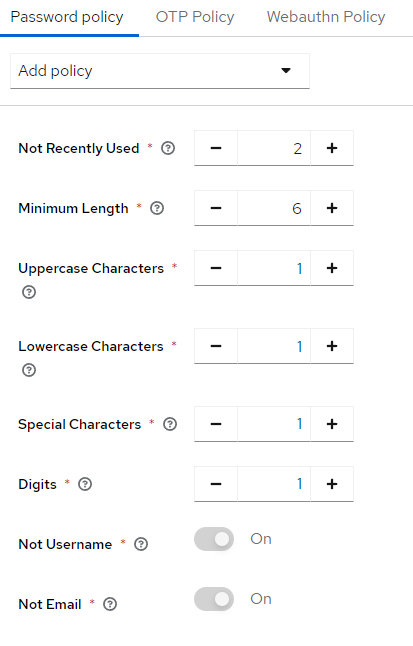 Password policy OTP Policy Webauthn Policy
Add policy
Not Recently Used * 2
Minimum Length * 6
Uppercase Characters * 1
Lowercase Characters * 1
Special Characters * 1
Digits * 1
Not Username * On
Not Email * On